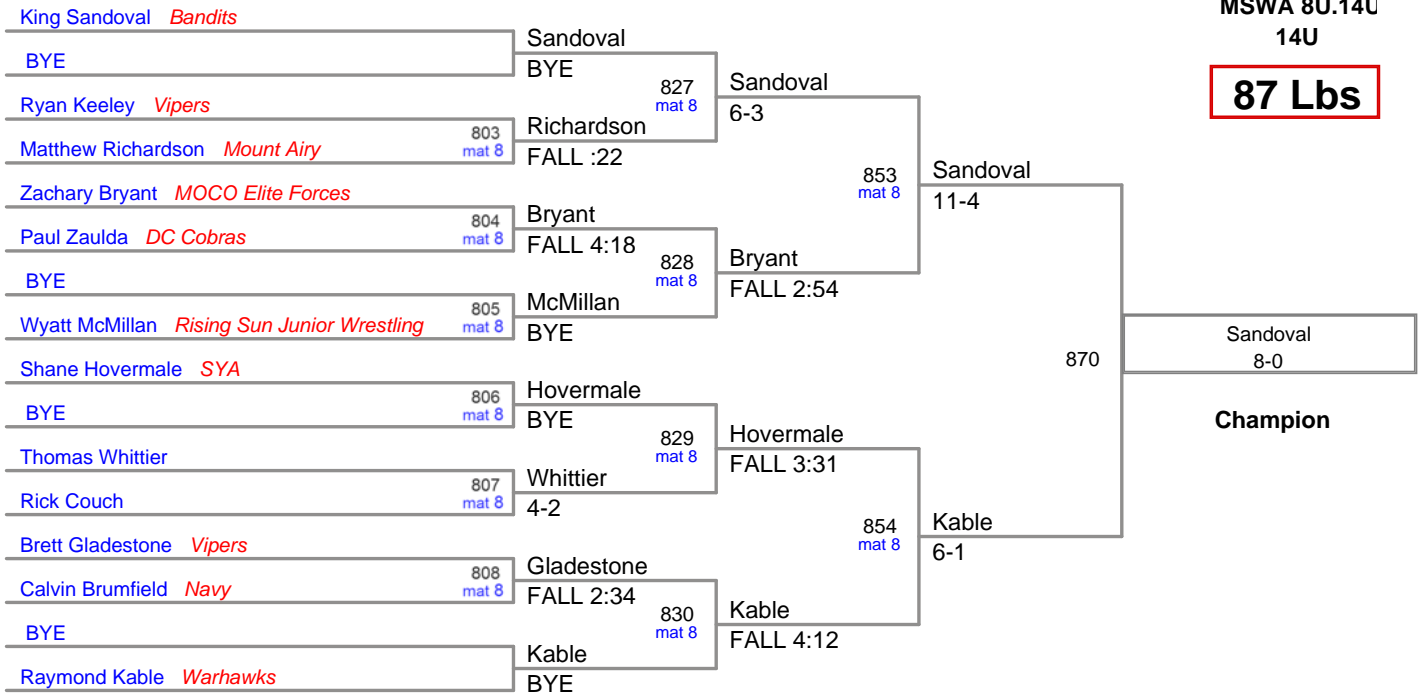 MSWA 8U.14U
14U
87 Lbs
King Sandoval Bandits
BYE
Ryan Keeley Vipers
Matthew Richardson Mount Airy
803
mat 8
Zachary Bryant MOCO Elite Forces
Paul Zaulda DC Cobras
804
mat 8
BYE
Wyatt McMillan Rising Sun Junior Wrestling
805
mat 8
Shane Hovermale SYA
BYE
806
mat 8
Thomas Whittier
Rick Couch
807
mat 8
Brett Gladestone Vipers
Calvin Brumfield Navy
808
mat 8
BYE
Raymond Kable Warhawks
Sandoval
BYE
827
mat 8
Richardson
FALL :22
Bryant
FALL 4:18
828
mat 8
McMillan
BYE
Hovermale
BYE
829
mat 8
Whittier
4-2
Gladestone
FALL 2:34
830
mat 8
Kable
BYE
Sandoval
6-3
853
mat 8
Bryant
FALL 2:54
Hovermale
FALL 3:31
854
mat 8
Kable
FALL 4:12
Sandoval
11-4
870
Kable
6-1
Sandoval
8-0
Champion